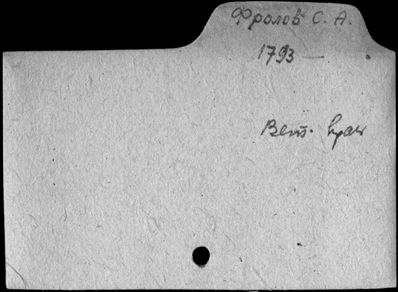 Фролов С. А.
1793 —
Вет. врач